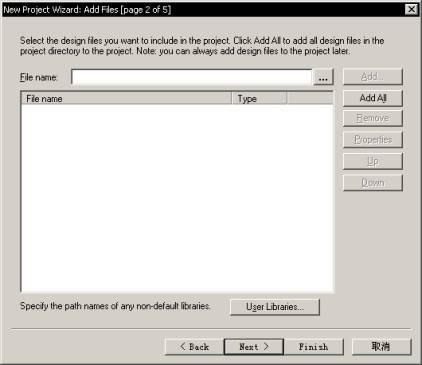 New Project Wizard: Add Files [page 2 of 5]
Select the design files you want to include in the project. Click Add All to add all design files in the
project directory to the project. Note: you can always add design files to the project later.
File name: ...
Add...
File name Type
Add All
Remove
Properties
Up
Down
Specify the path names of any non-default libraries. User Libraries...
< Back Next > Finish 取消